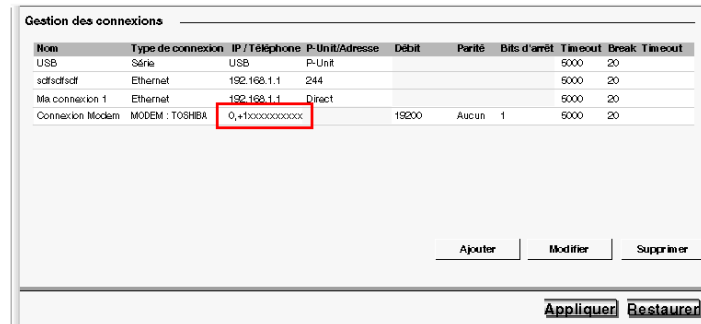 Gestion des connexions
Nom Type de connexion IP / Téléphone P-Unit/Adresse Débit Parité Bits d'arrêt Timeout Break Timeout
USB Série USB P-Unit 5000 20
sdfsdfsdf Ethernet 192.168.1.1 244 5000 20
Ma connexion 1 Ethernet 192.168.1.1 Direct 5000 20
Connexion Modem MODEM : TOSHIBA 0,+1xxxxxxxxxx 19200 Aucun 1 5000 20
Ajouter Modifier Supprimer
Appliquer Restaurer